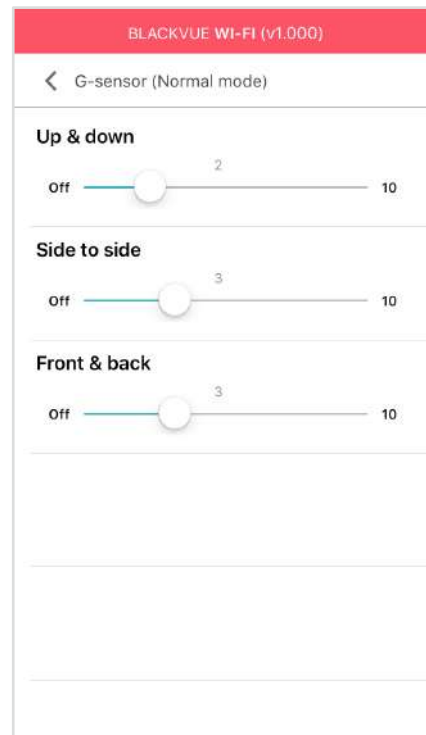 BLACKVUE WI-FI (v1.000)
G-sensor (Normal mode)
Up & down
2
Off 10
Side to side
3
Off 10
Front & back
3
Off 10